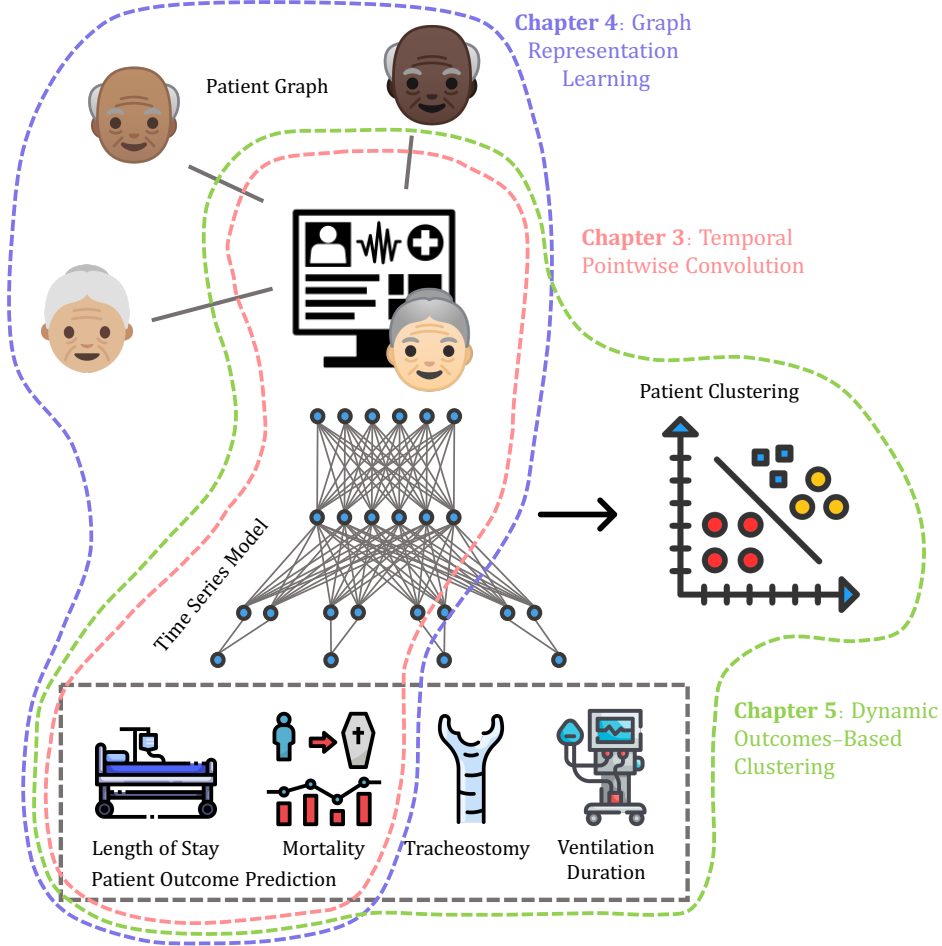 Chapter 4: Graph
Representation
Learning
Patient Graph
Chapter 3: Temporal
Pointwise Convolution
Patient Clustering
Time Series Model
Chapter 5: Dynamic
Outcomes–Based
Clustering
Length of Stay
Mortality
Tracheostomy
Ventilation
Duration
Patient Outcome Prediction